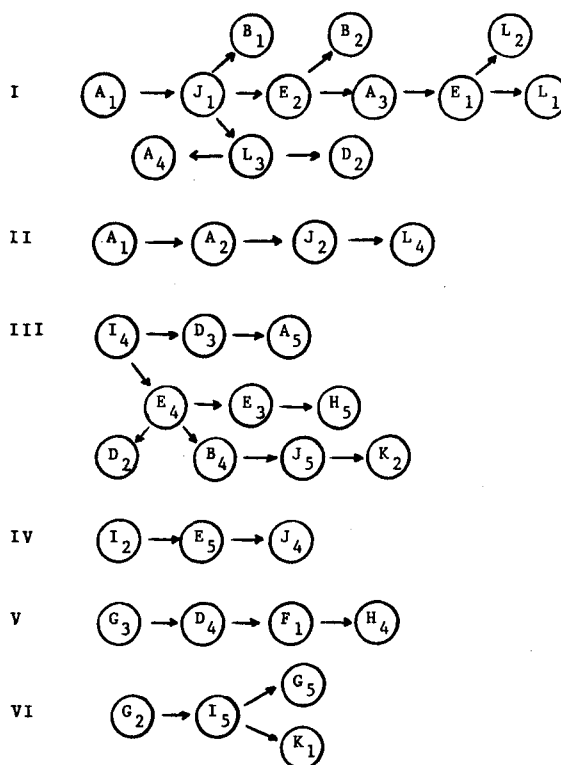 B1 B2 L2
I A1 J1 E2 A3 E1 L1
A4 L3 D2
II A1 A2 J2 L4
III I4 D3 A5
E4 E3 H5
D2 B4 J5 K2
IV I2 E5 J4
V G3 D4 F1 H4
G5
VI G2 I5
K1